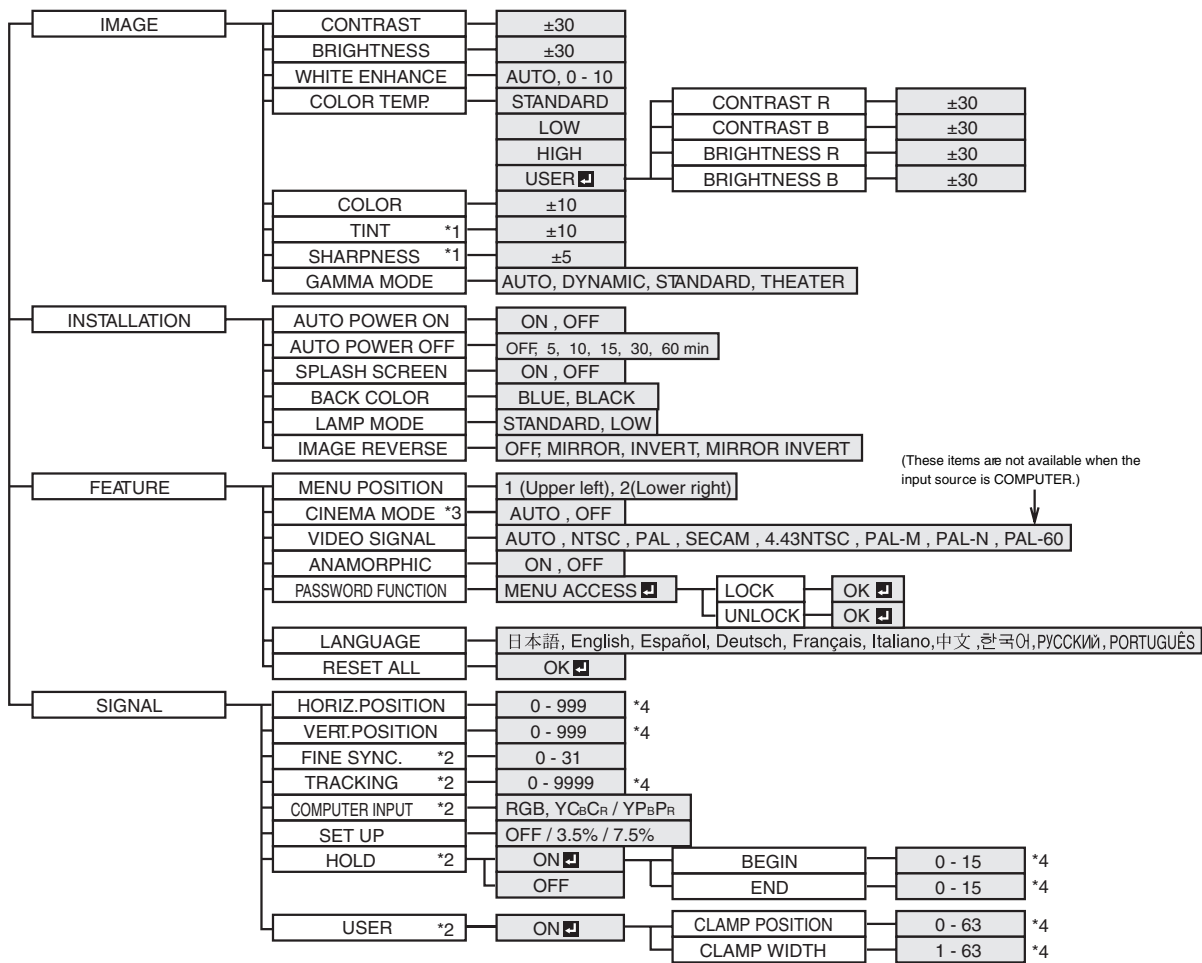 IMAGE CONTRAST ±30
BRIGHTNESS ±30
WHITE ENHANCE AUTO, 0 - 10
COLOR TEMP. STANDARD CONTRAST R ±30
LOW CONTRAST B ±30
HIGH BRIGHTNESS R ±30
USER BRIGHTNESS B ±30
COLOR ±10
TINT *1 ±10
SHARPNESS *1 ±5
GAMMA MODE AUTO, DYNAMIC, STANDARD, THEATER
INSTALLATION AUTO POWER ON ON , OFF
AUTO POWER OFF OFF, 5, 10, 15, 30, 60 min
SPLASH SCREEN ON , OFF
BACK COLOR BLUE, BLACK
LAMP MODE STANDARD, LOW
IMAGE REVERSE OFF, MIRROR, INVERT, MIRROR INVERT
(These items are not available when the
input source is COMPUTER.)
FEATURE MENU POSITION 1 (Upper left), 2(Lower right)
CINEMA MODE *3 AUTO , OFF
VIDEO SIGNAL AUTO , NTSC , PAL , SECAM , 4.43NTSC , PAL-M , PAL-N , PAL-60
ANAMORPHIC ON , OFF
PASSWORD FUNCTION MENU ACCESS LOCK OK
UNLOCK OK
LANGUAGE 日本語, English, Español, Deutsch, Français, Italiano,中文 ,한국어,РУССКИЙ, PORTUGUÊS
RESET ALL OK
SIGNAL HORIZ.POSITION 0 - 999 *4
VERT.POSITION 0 - 999 *4
FINE SYNC. *2 0 - 31
TRACKING *2 0 - 9999 *4
COMPUTER INPUT *2 RGB, YCBCR / YPBPR
SET UP OFF / 3.5% / 7.5%
HOLD *2 ON BEGIN 0 - 15 *4
OFF END 0 - 15 *4
USER *2 ON CLAMP POSITION 0 - 63 *4
CLAMP WIDTH 1 - 63 *4